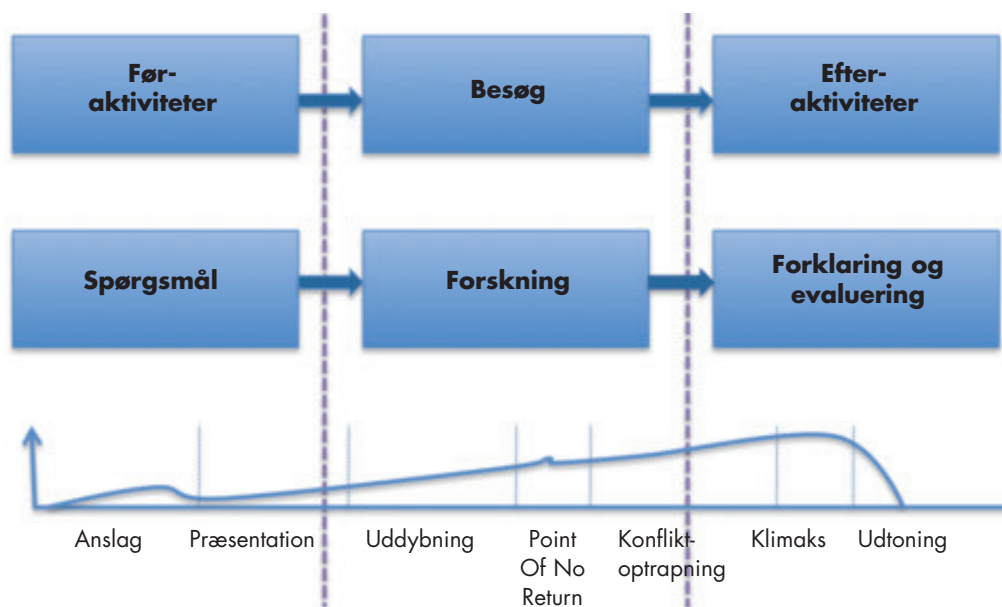 Før-
aktiviteter
Besøg
Efter-
aktiviteter
Spørgsmål
Forskning
Forklaring og
evaluering
Anslag
Præsentation
Uddybning
Point
Of No
Return
Konflikt-
optrapning
Klimaks
Udtoning